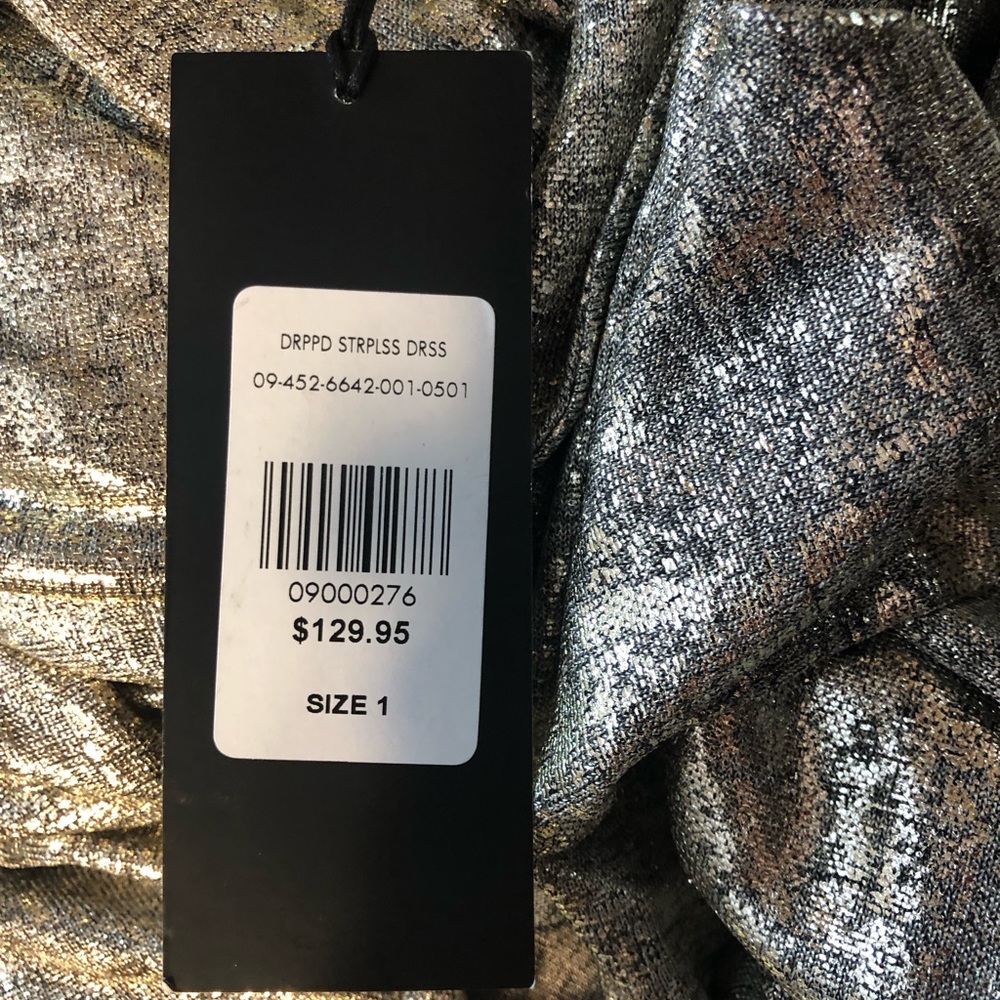 DRPPD STRPLSS DRSS
09-452-6642-001-0501
09000276
$129.95
SIZE 1